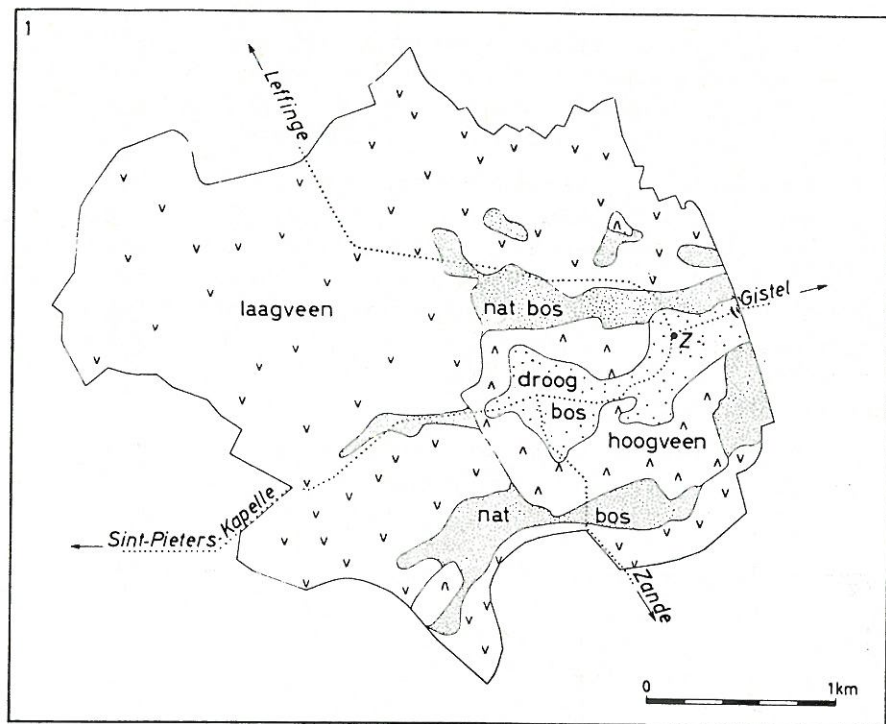 1
Leffinge
laagveen
nat bos
Gistel
Z
droog
bos
hoogveen
nat bos
Sint-Pieters-Kapelle
Zande
0 1km